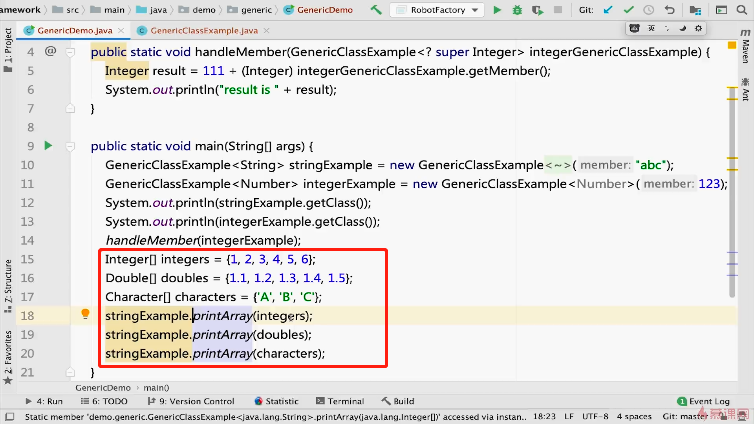 amework
src
main
java
demo
generic
GenericDemo
RobotFactory
Git:
GenericDemo.java
GenericClassExample.java
英
1: Project
Maven
Ant
Z: Structure
2: Favorites
4 @ public static void handleMember(GenericClassExample<? super Integer> integerGenericClassExample) {
5 Integer result = 111 + (Integer) integerGenericClassExample.getMember();
6 System.out.println("result is " + result);
7 }
8
9 public static void main(String[] args) {
10 GenericClassExample<String> stringExample = new GenericClassExample<~>( member: "abc");
11 GenericClassExample<Number> integerExample = new GenericClassExample<Number>( member: 123);
12 System.out.println(stringExample.getClass());
13 System.out.println(integerExample.getClass());
14 handleMember(integerExample);
15 Integer[] integers = {1, 2, 3, 4, 5, 6};
16 Double[] doubles = {1.1, 1.2, 1.3, 1.4, 1.5};
17 Character[] characters = {'A', 'B', 'C'};
18 stringExample.printArray(integers);
19 stringExample.printArray(doubles);
20 stringExample.printArray(characters);
21 }
GenericDemo > main()
4: Run
6: TODO
9: Version Control
Statistic
Terminal
Build
1 Event Log
Static member 'demo.generic.GenericClassExample<java.lang.String>.printArray(java.lang.Integer[])' accessed via instan.. 18:23 LF UTF-8 4 spaces Git: master